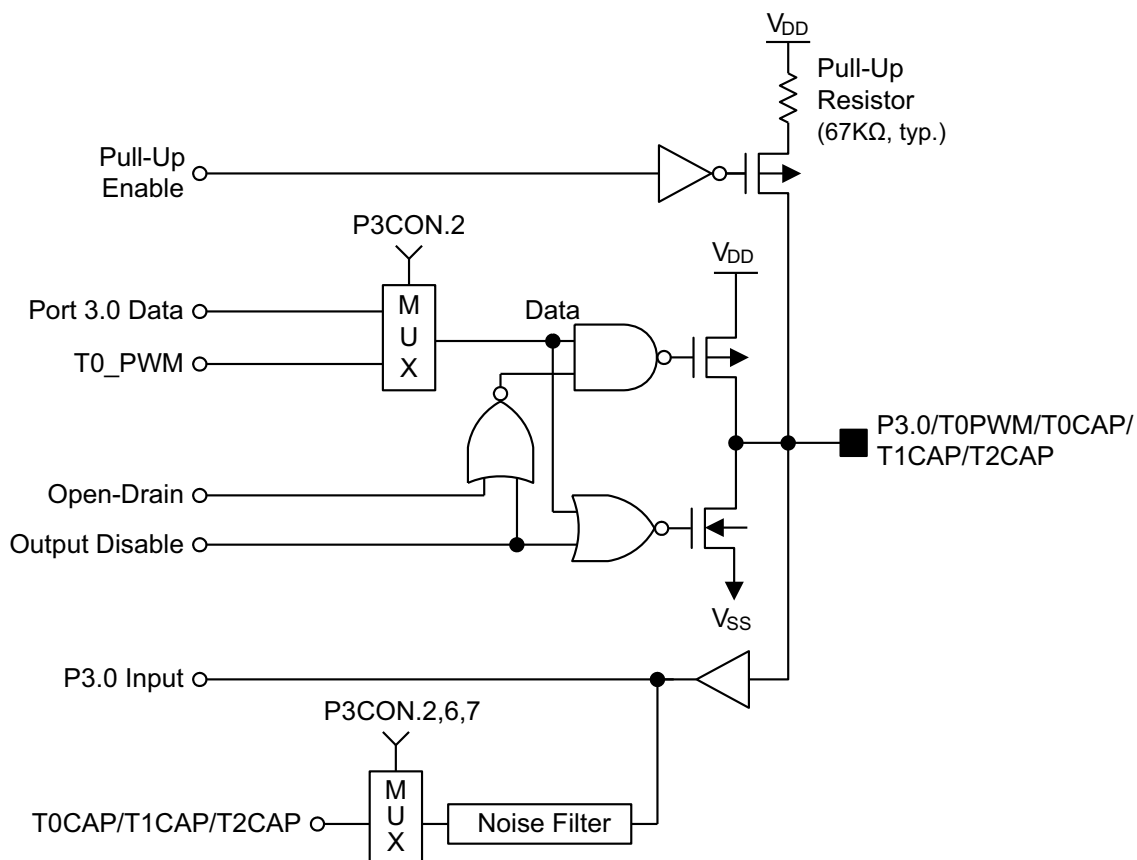 VDD
Pull-Up
Resistor
(67KΩ, typ.)
Pull-Up
Enable
P3CON.2
VDD
Port 3.0 Data
M
U
X
Data
T0_PWM
P3.0/T0PWM/T0CAP/
T1CAP/T2CAP
Open-Drain
Output Disable
VSS
P3.0 Input
P3CON.2,6,7
T0CAP/T1CAP/T2CAP
M
U
X
Noise Filter